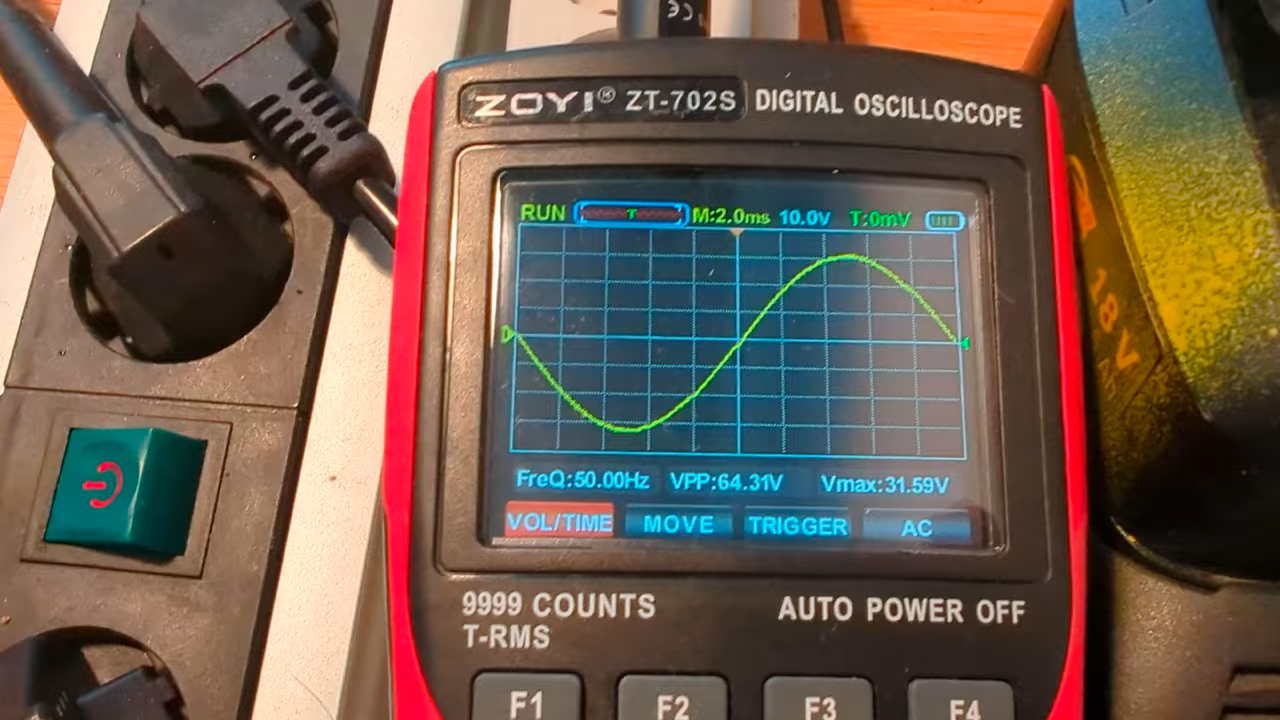 CE
ZOYI® ZT-702S DIGITAL OSCILLOSCOPE
RUN T M:2.0ms 10.0v T:0mV
18V
FreQ:50.00Hz VPP:64.31V Vmax:31.59V
VOL/TIME MOVE TRIGGER AC
9999 COUNTS AUTO POWER OFF
T-RMS
F1 F2 F3 F4